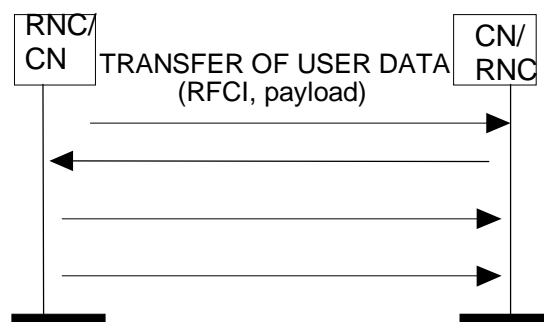 RNC/
CN
TRANSFER OF USER DATA
(RFCI, payload)
CN/
RNC